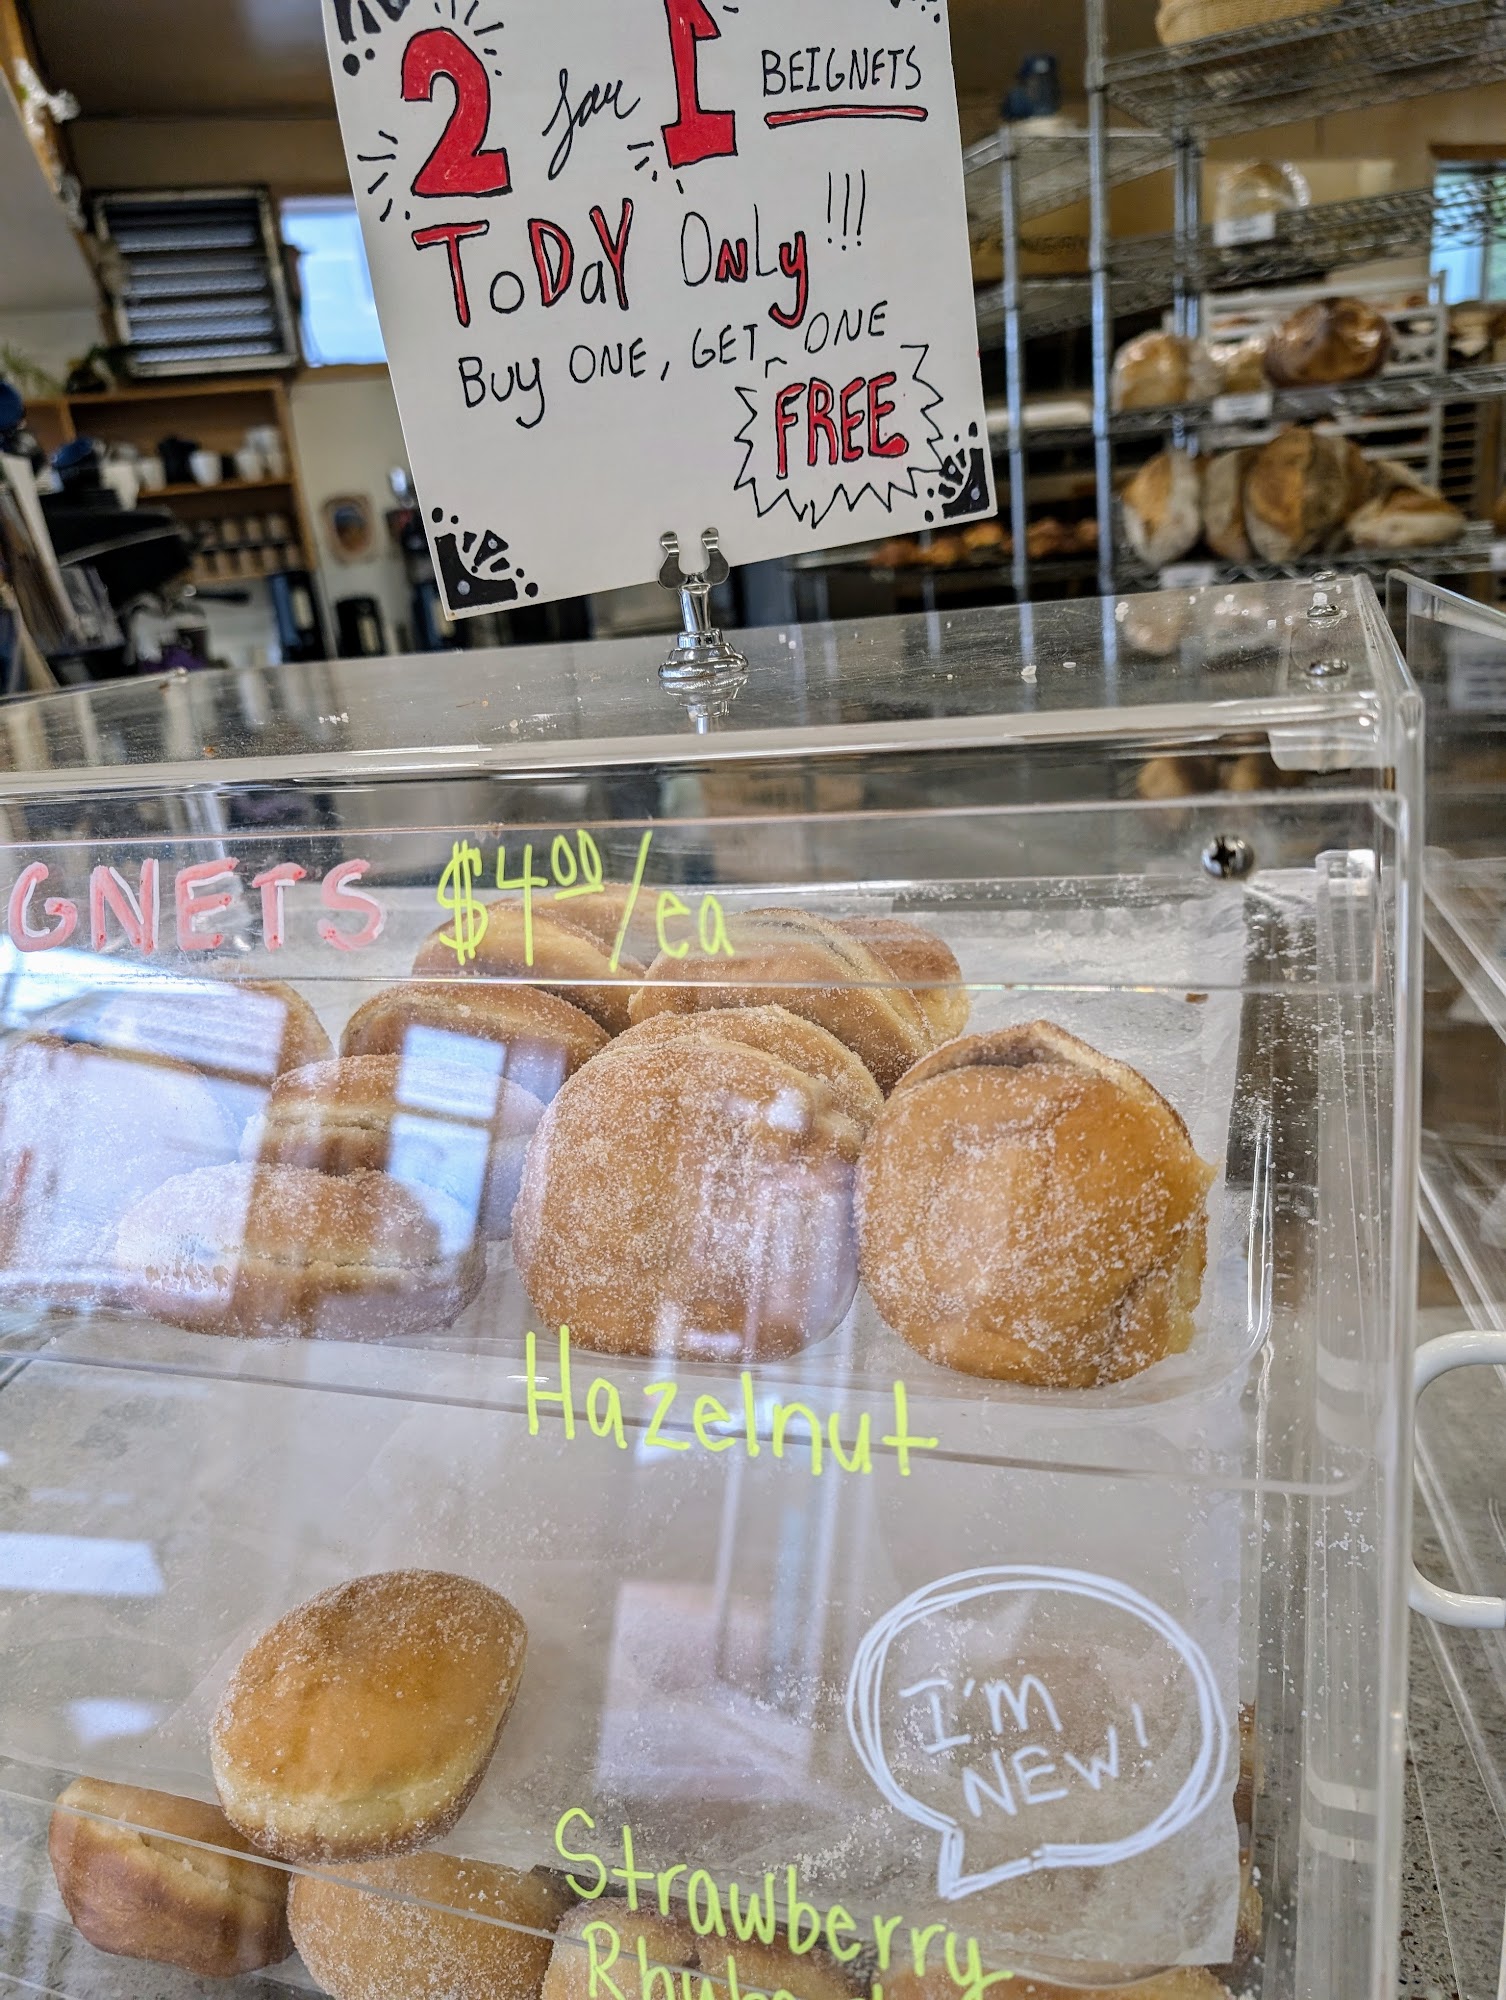 2 for 1 BEIGNETS
TODaY ONLy!!!
BUy ONE, GET ONE
^
FREE
GNETS $4.00/ea
Hazelnut
I'm
NEW!
Strawberry